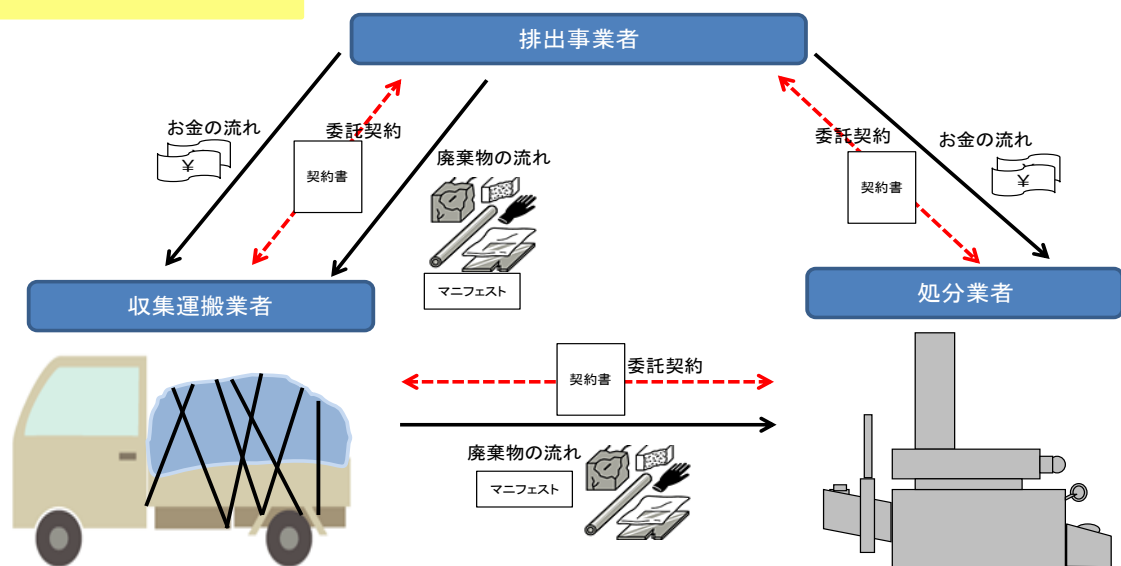 排出事業者
お金の流れ
¥
委託契約
契約書
廃棄物の流れ
マニフェスト
委託契約
契約書
お金の流れ
¥
収集運搬業者
処分業者
契約書
委託契約
廃棄物の流れ
マニフェスト